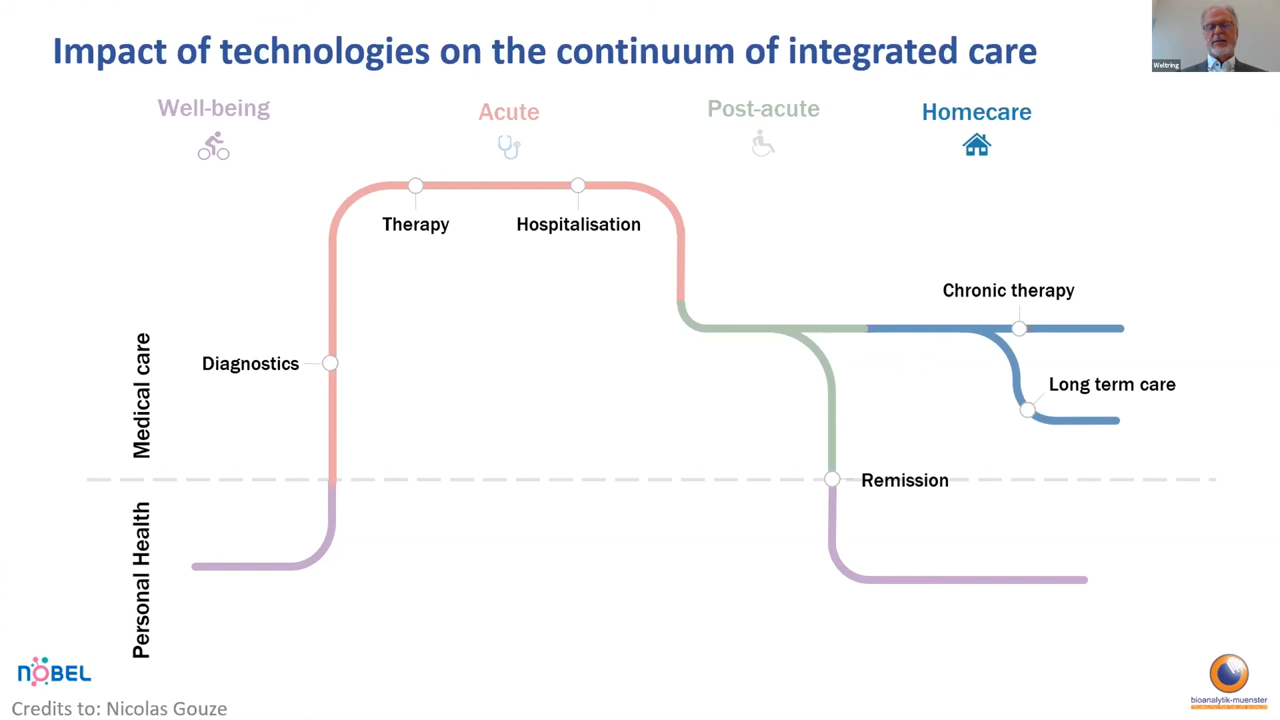 Impact of technologies on the continuum of integrated care
Weltring
Well-being
Acute
Post-acute
Homecare
Therapy
Hospitalisation
Chronic therapy
Diagnostics
Long term care
Medical care
Remission
Personal Health
NOBEL
Credits to: Nicolas Gouze
bioanalytik-muenster